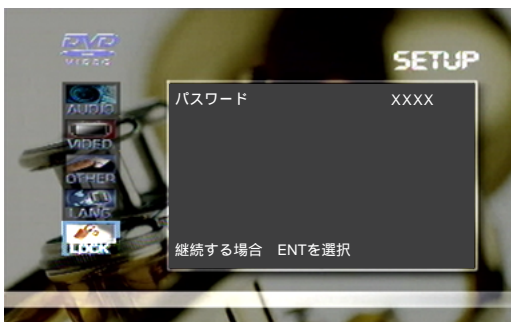 DVD
VIDEO
SETUP
AUDIO
VIDEO
OTHER
LANG
LOCK
パスワード XXXX
継続する場合 ENTを選択